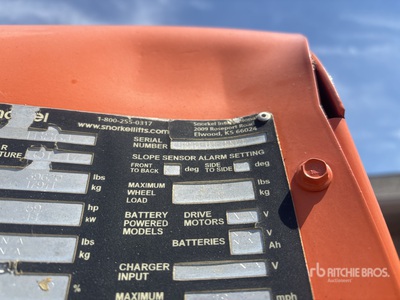 1-800-255-0317
www.snorkellifts.com
2009 Roseport Road
Elwood, KS 66024
SERIAL
NUMBER
SLOPE SENSOR ALARM SETTING
FRONT
TO BACK
deg
SIDE
TO SIDE
deg
lbs
kg
MAXIMUM
WHEEL
LOAD
lbs
kg
hp
kW
BATTERY
POWERED
MODELS
DRIVE
MOTORS
V
BATTERIES
V
Ah
lbs
kg
CHARGER
INPUT
V
MAXIMUM
mph
rb RITCHIE BROS.